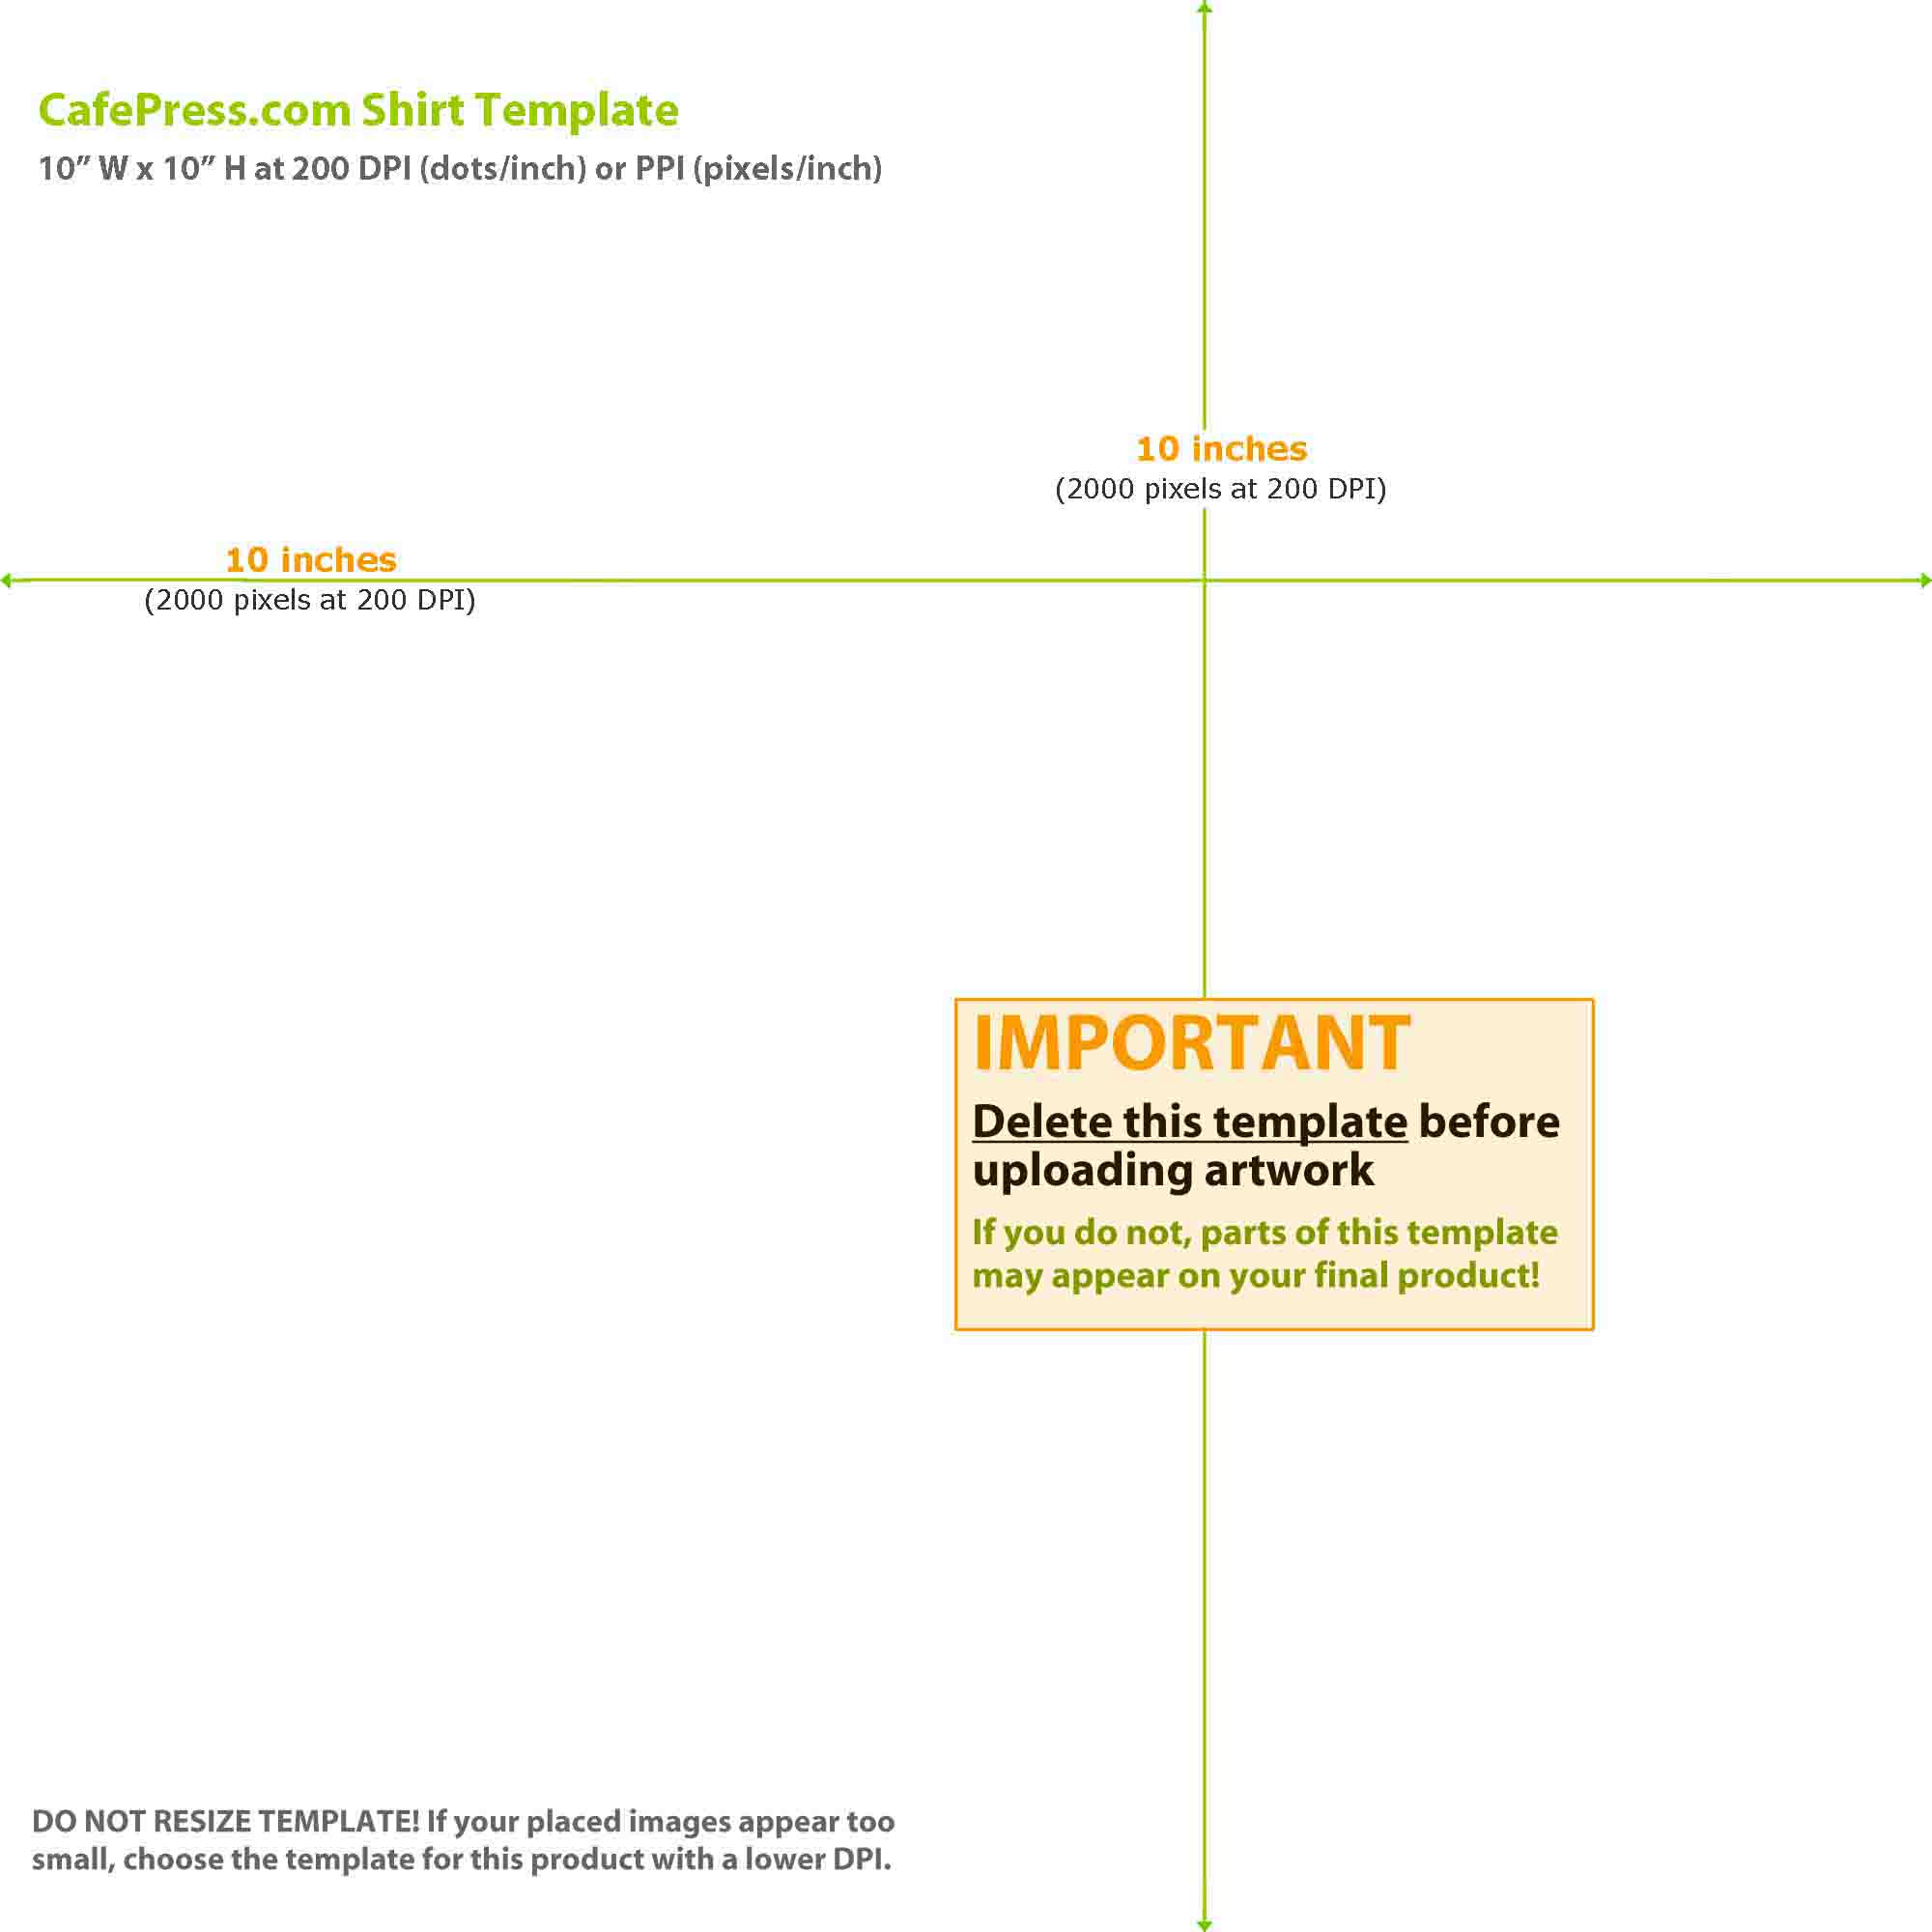 CafePress.com Shirt Template
10” W x 10” H at 200 DPI (dots/inch) or PPI (pixels/inch)
10 inches
(2000 pixels at 200 DPI)
10 inches
(2000 pixels at 200 DPI)
IMPORTANT
Delete this template before
uploading artwork
If you do not, parts of this template
may appear on your final product!
DO NOT RESIZE TEMPLATE! If your placed images appear too
small, choose the template for this product with a lower DPI.